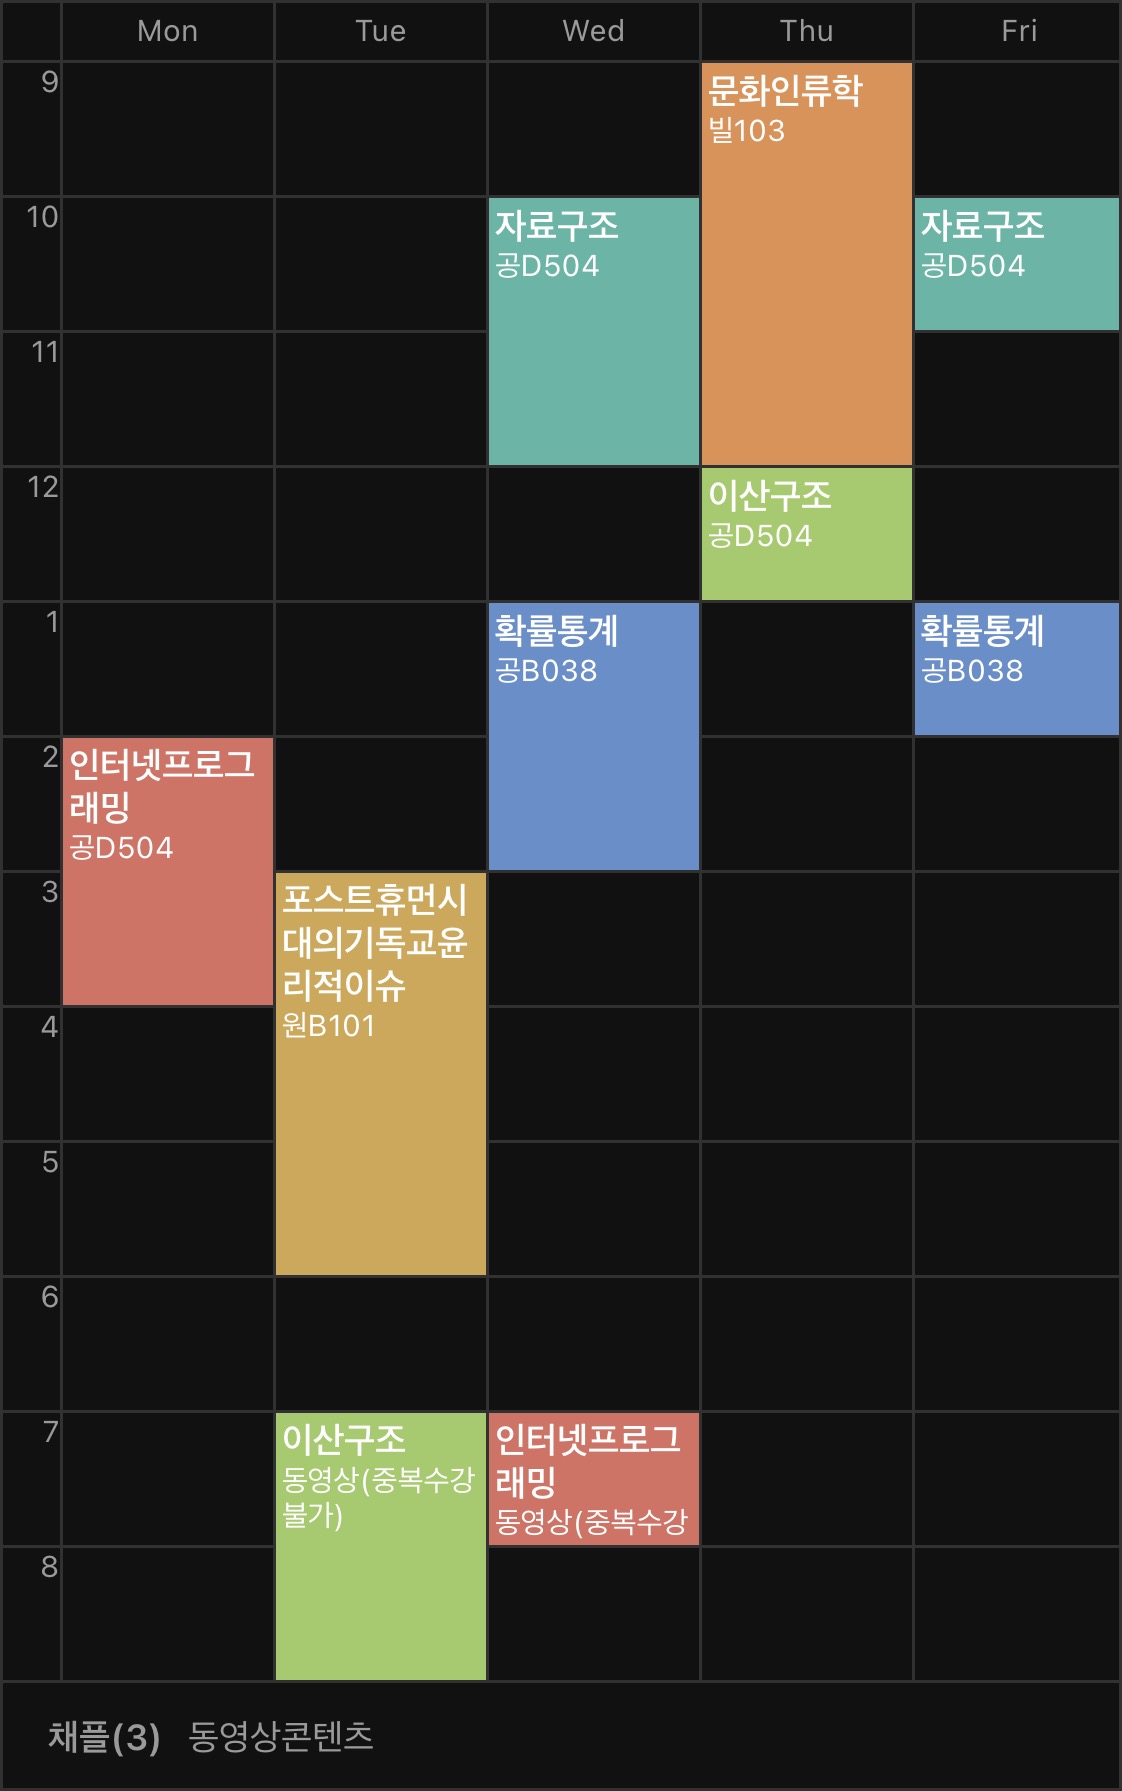 Mon Tue Wed Thu Fri
9
문화인류학
빌103
10
자료구조
공D504
자료구조
공D504
11
12
이산구조
공D504
1
확률통계
공B038
확률통계
공B038
2
인터넷프로그
래밍
공D504
3
포스트휴먼시
대의기독교윤
리적이슈
원B101
4
5
6
7
이산구조
동영상(중복수강
불가)
인터넷프로그
래밍
동영상(중복수강
8
채플(3) 동영상콘텐츠